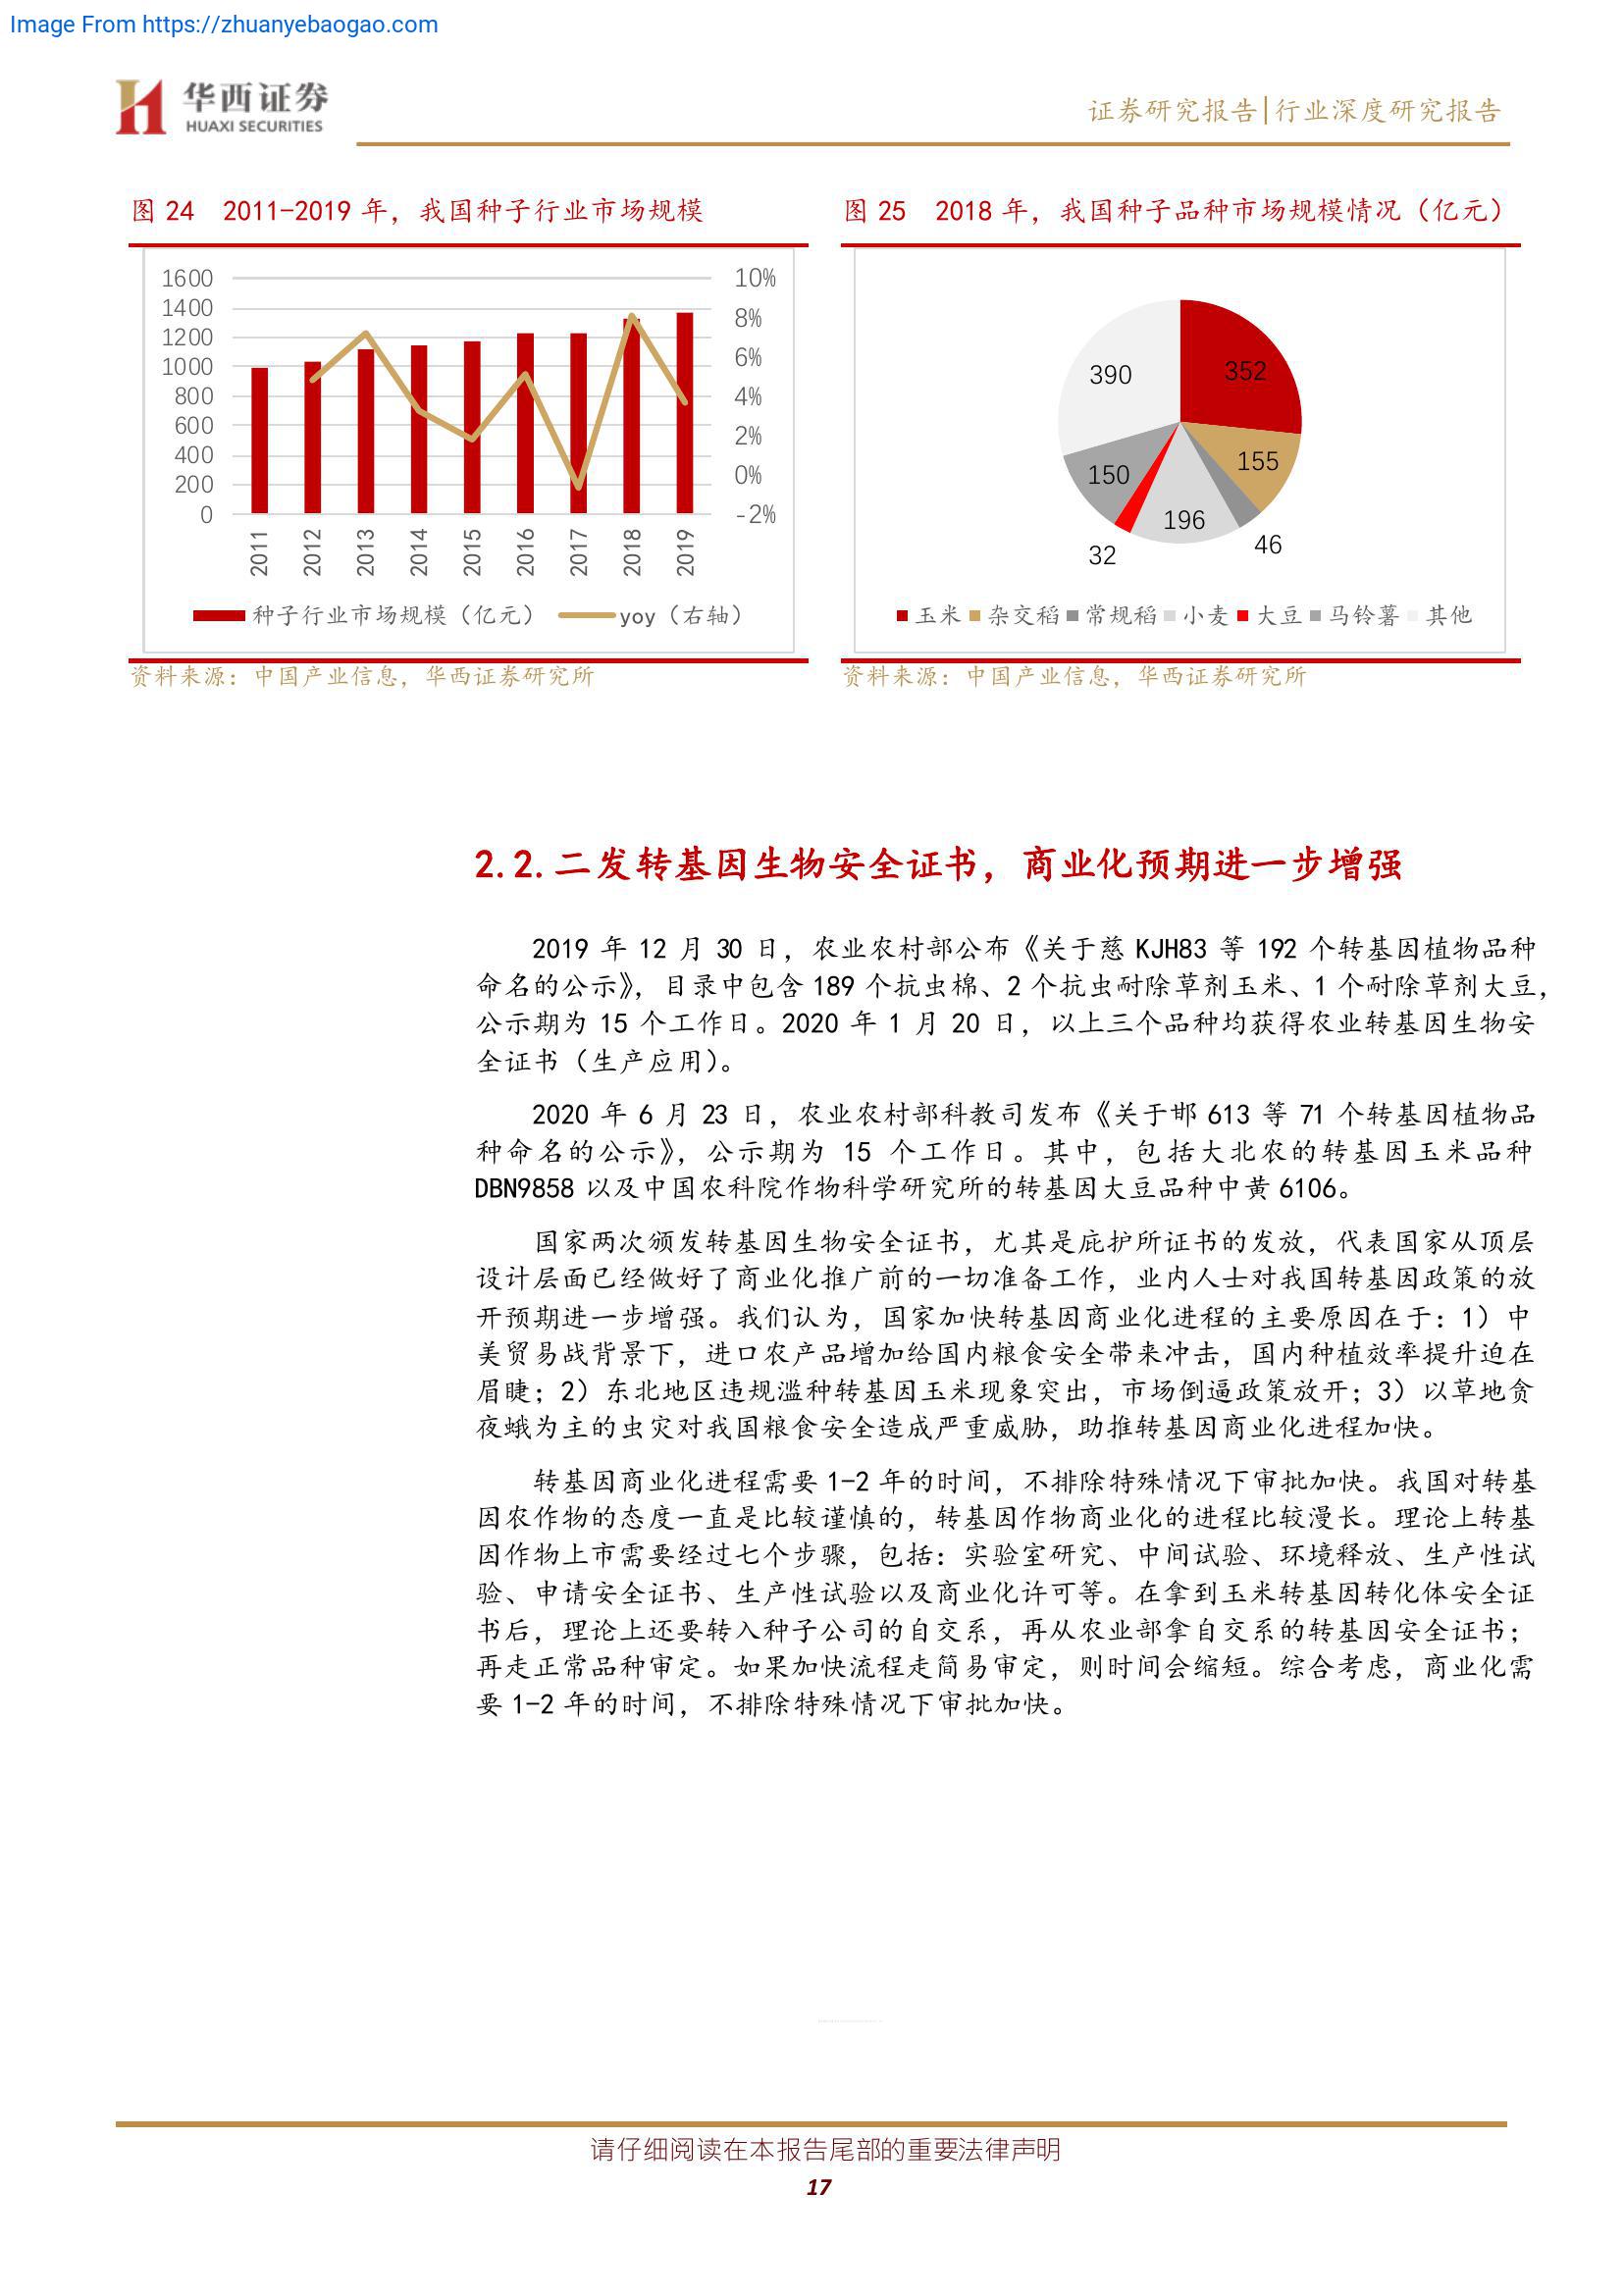 Image From https://zhuanyebaogao.com
华西证券
HUAXI SECURITIES
证券研究报告|行业深度研究报告
图 24 2011-2019 年，我国种子行业市场规模
1600
1400
1200
1000
800
600
400
200
0
10%
8%
6%
4%
2%
0%
-2%
2011
2012
2013
2014
2015
2016
2017
2018
2019
种子行业市场规模（亿元）
yoy（右轴）
资料来源：中国产业信息，华西证券研究所
图 25 2018 年，我国种子品种市场规模情况（亿元）
352
155
46
196
32
150
390
玉米 杂交稻 常规稻 小麦 大豆 马铃薯 其他
资料来源：中国产业信息，华西证券研究所
2.2.二发转基因生物安全证书，商业化预期进一步增强
2019 年 12 月 30 日，农业农村部公布《关于慈 KJH83 等 192 个转基因植物品种
命名的公示》，目录中包含 189 个抗虫棉、2 个抗虫耐除草剂玉米、1 个耐除草剂大豆，
公示期为 15 个工作日。2020 年 1 月 20 日，以上三个品种均获得农业转基因生物安
全证书（生产应用）。
2020 年 6 月 23 日，农业农村部科教司发布《关于邯 613 等 71 个转基因植物品
种命名的公示》，公示期为 15 个工作日。其中，包括大北农的转基因玉米品种
DBN9858 以及中国农科院作物科学研究所的转基因大豆品种中黄 6106。
国家两次颁发转基因生物安全证书，尤其是庇护所证书的发放，代表国家从顶层
设计层面已经做好了商业化推广前的一切准备工作，业内人士对我国转基因政策的放
开预期进一步增强。我们认为，国家加快转基因商业化进程的主要原因在于：1）中
美贸易战背景下，进口农产品增加给国内粮食安全带来冲击，国内种植效率提升迫在
眉睫；2）东北地区违规滥种转基因玉米现象突出，市场倒逼政策放开；3）以草地贪
夜蛾为主的虫灾对我国粮食安全造成严重威胁，助推转基因商业化进程加快。
转基因商业化进程需要 1-2 年的时间，不排除特殊情况下审批加快。我国对转基
因农作物的态度一直是比较谨慎的，转基因作物商业化的进程比较漫长。理论上转基
因作物上市需要经过七个步骤，包括：实验室研究、中间试验、环境释放、生产性试
验、申请安全证书、生产性试验以及商业化许可等。在拿到玉米转基因转化体安全证
书后，理论上还要转入种子公司的自交系，再从农业部拿自交系的转基因安全证书；
再走正常品种审定。如果加快流程走简易审定，则时间会缩短。综合考虑，商业化需
要 1-2 年的时间，不排除特殊情况下审批加快。
请仔细阅读在本报告尾部的重要法律声明
17